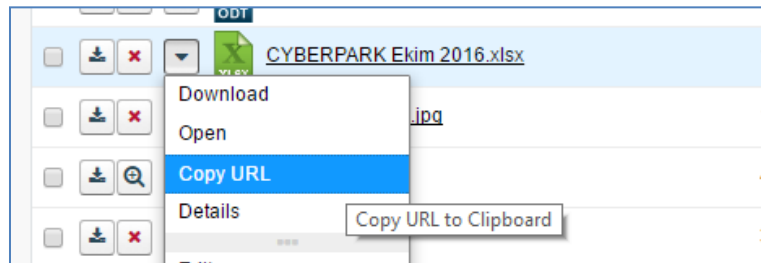 ODT
CYBERPARK Ekim 2016.xlsx
Download
.jpg
Open
Copy URL
Details
Copy URL to Clipboard